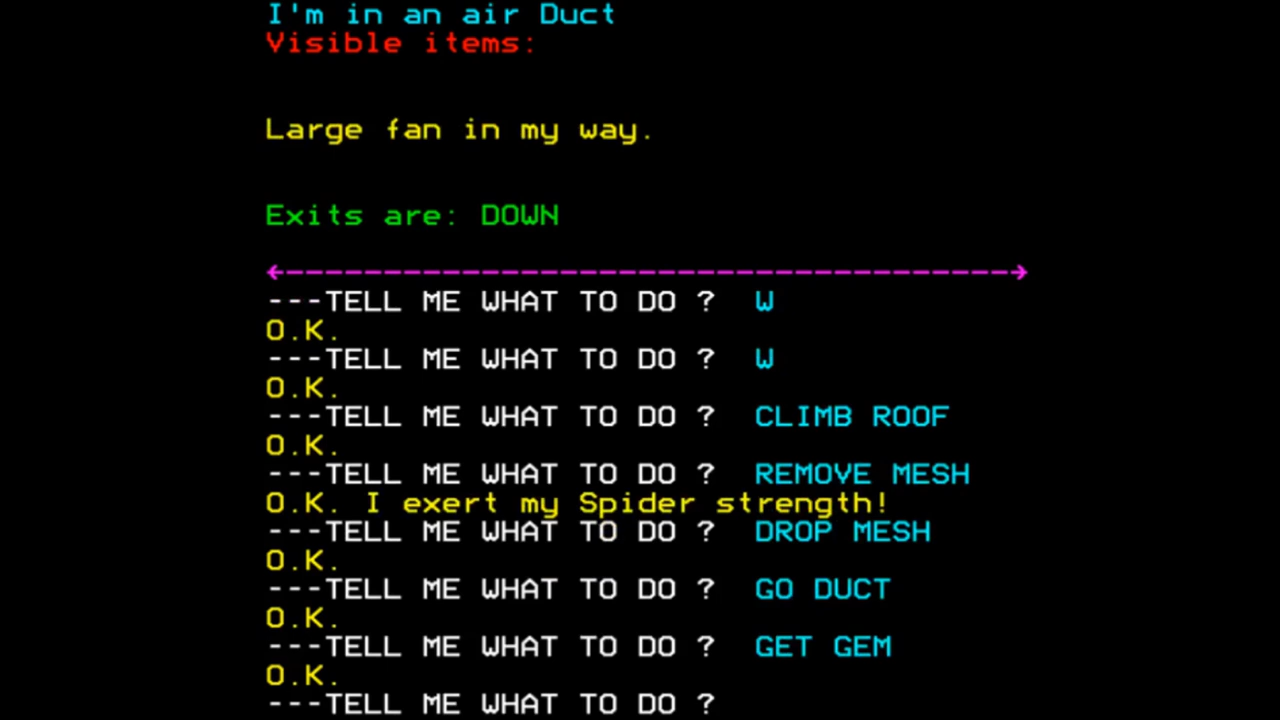 I'm in an air Duct
Visible items:
Large fan in my way.
Exits are: DOWN
<-------------------------------------->
---TELL ME WHAT TO DO ? W
O.K.
---TELL ME WHAT TO DO ? W
O.K.
---TELL ME WHAT TO DO ? CLIMB ROOF
O.K.
---TELL ME WHAT TO DO ? REMOVE MESH
O.K. I exert my Spider strength!
---TELL ME WHAT TO DO ? DROP MESH
O.K.
---TELL ME WHAT TO DO ? GO DUCT
O.K.
---TELL ME WHAT TO DO ? GET GEM
O.K.
---TELL ME WHAT TO DO ?